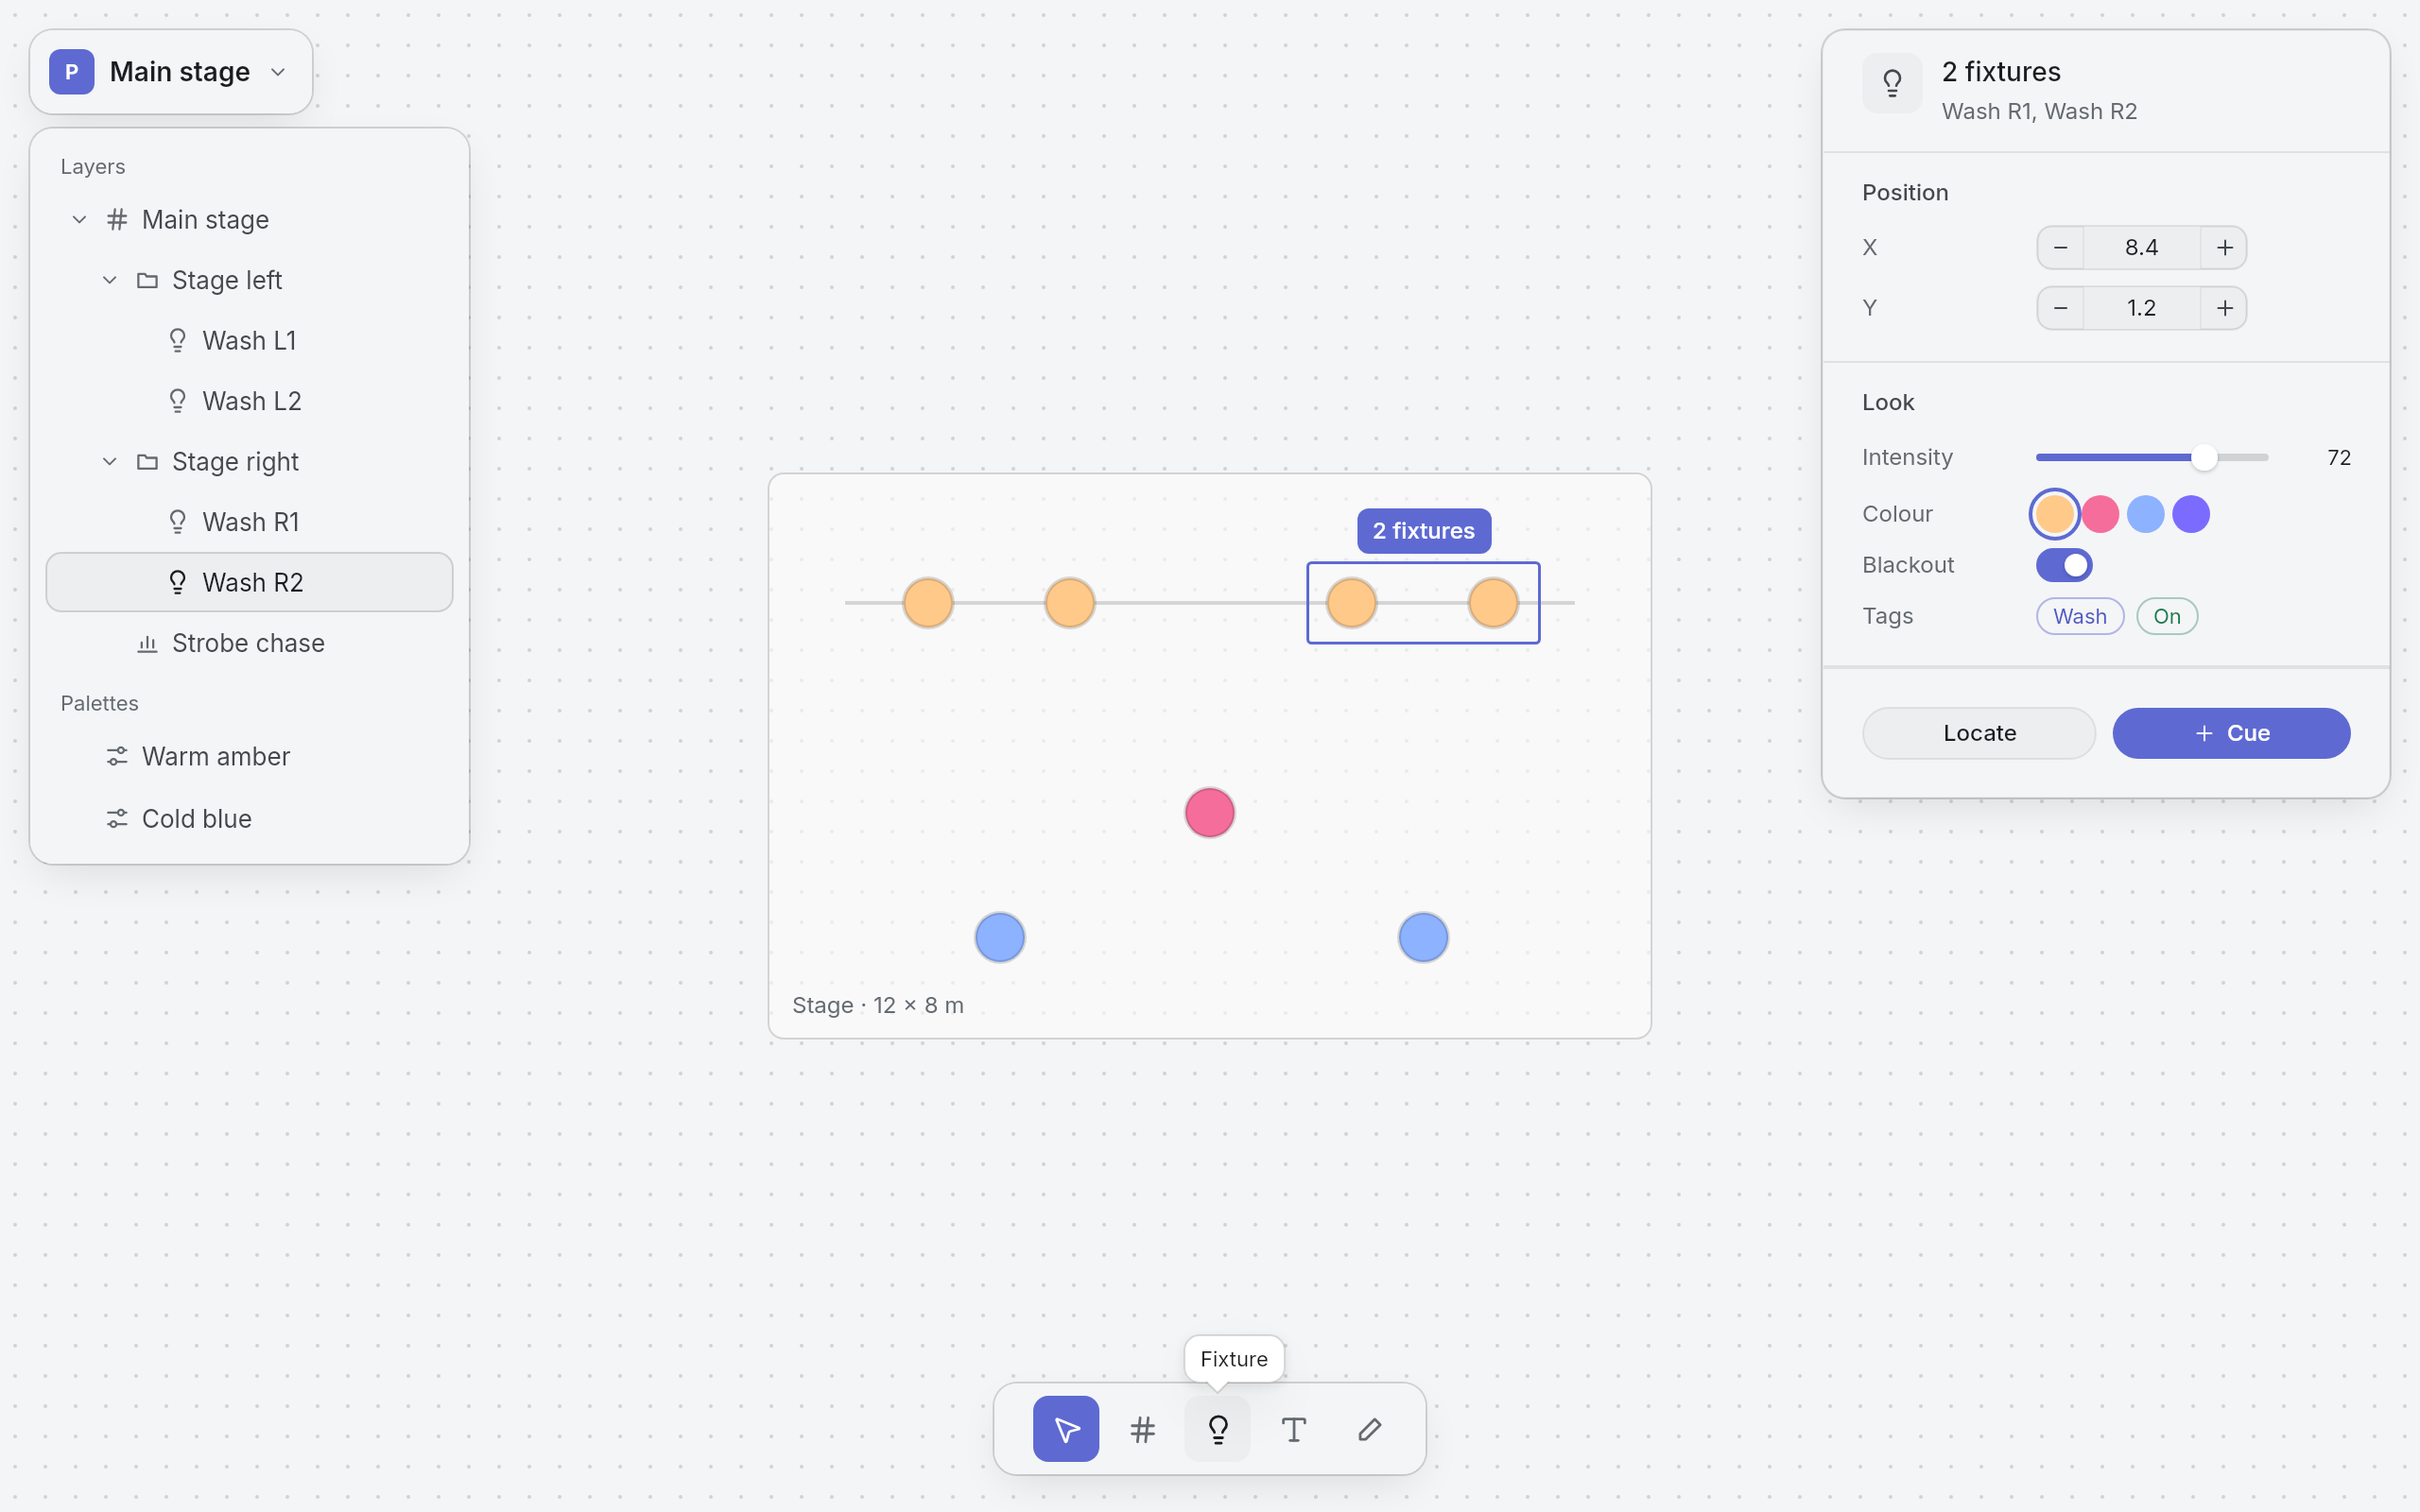 P Main stage
Layers
Main stage
Stage left
Wash L1
Wash L2
Stage right
Wash R1
Wash R2
Strobe chase
Palettes
Warm amber
Cold blue
2 fixtures
Stage · 12 × 8 m
Fixture
2 fixtures
Wash R1, Wash R2
Position
X − 8.4 +
Y − 1.2 +
Look
Intensity 72
Colour
Blackout
Tags Wash On
Locate + Cue